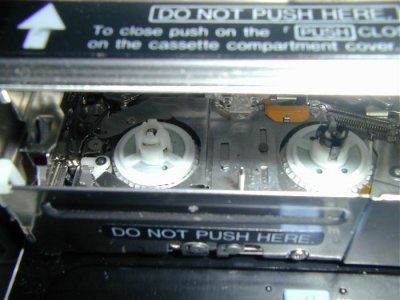 DO NOT PUSH HERE.
To close push on the "PUSH CLO
on the cassette compartment cover.
DO NOT PUSH HERE.